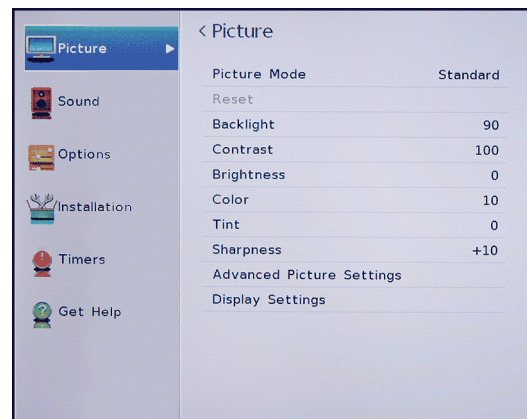 Picture
Sound
Options
Installation
Timers
Get Help
< Picture
Picture Mode Standard
Reset
Backlight 90
Contrast 100
Brightness 0
Color 10
Tint 0
Sharpness +10
Advanced Picture Settings
Display Settings